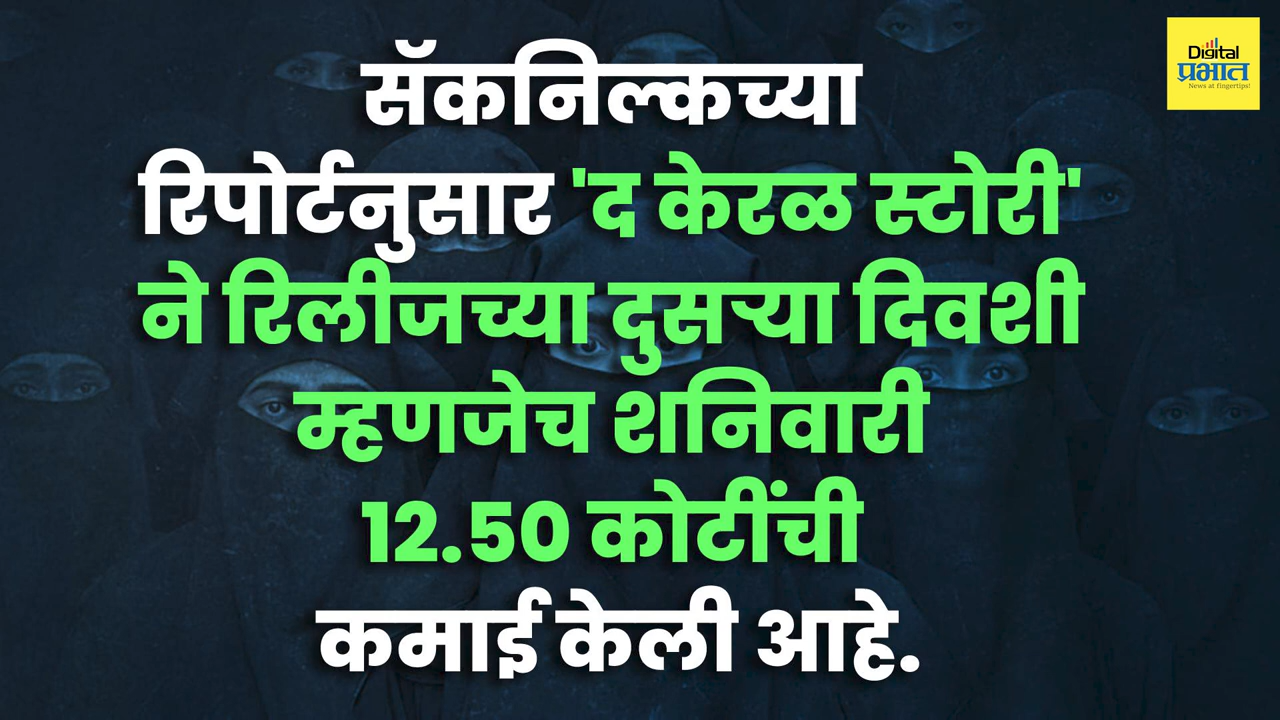 Digital
प्रभात
News at fingertips!
सॅकनिल्कच्या
रिपोर्टनुसार 'द केरळ स्टोरी'
ने रिलीजच्या दुसऱ्या दिवशी
म्हणजेच शनिवारी
12.50 कोटींची
कमाई केली आहे.